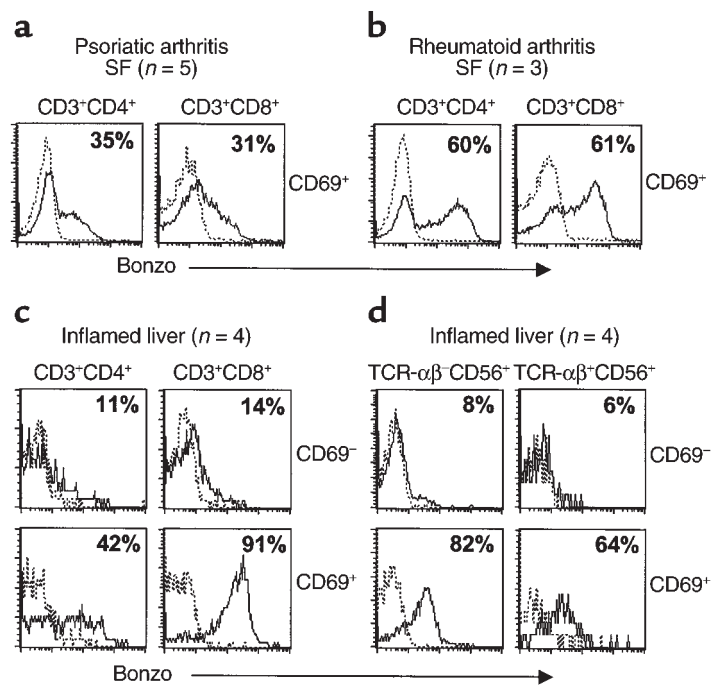 a
Psoriatic arthritis
SF (n = 5)
CD3+CD4+ CD3+CD8+
35% 31%
CD69+
b
Rheumatoid arthritis
SF (n = 3)
CD3+CD4+ CD3+CD8+
60% 61%
CD69+
Bonzo
c
Inflamed liver (n = 4)
CD3+CD4+ CD3+CD8+
11% 14%
CD69–
42% 91%
CD69+
d
Inflamed liver (n = 4)
TCR-αβ–CD56+ TCR-αβ+CD56+
8% 6%
CD69–
82% 64%
CD69+
Bonzo